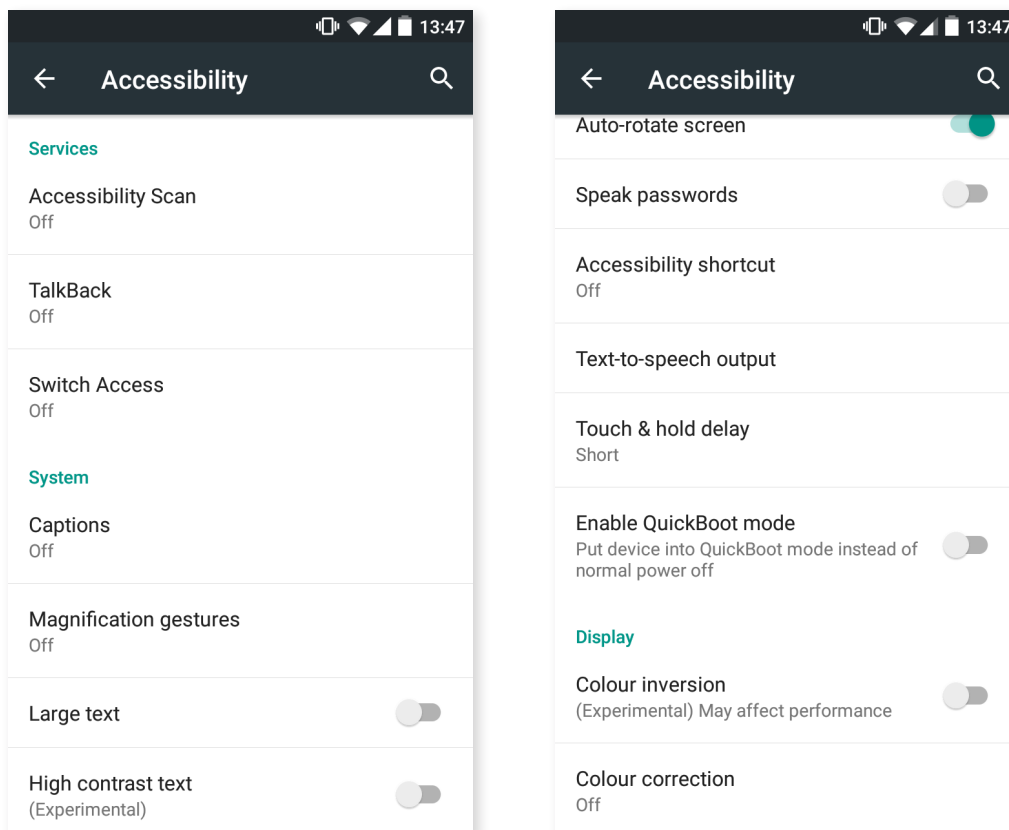 13:47
Accessibility
Services
Accessibility Scan
Off
TalkBack
Off
Switch Access
Off
System
Captions
Off
Magnification gestures
Off
Large text
High contrast text
(Experimental)
13:47
Accessibility
Auto-rotate screen
Speak passwords
Accessibility shortcut
Off
Text-to-speech output
Touch & hold delay
Short
Enable QuickBoot mode
Put device into QuickBoot mode instead of
normal power off
Display
Colour inversion
(Experimental) May affect performance
Colour correction
Off